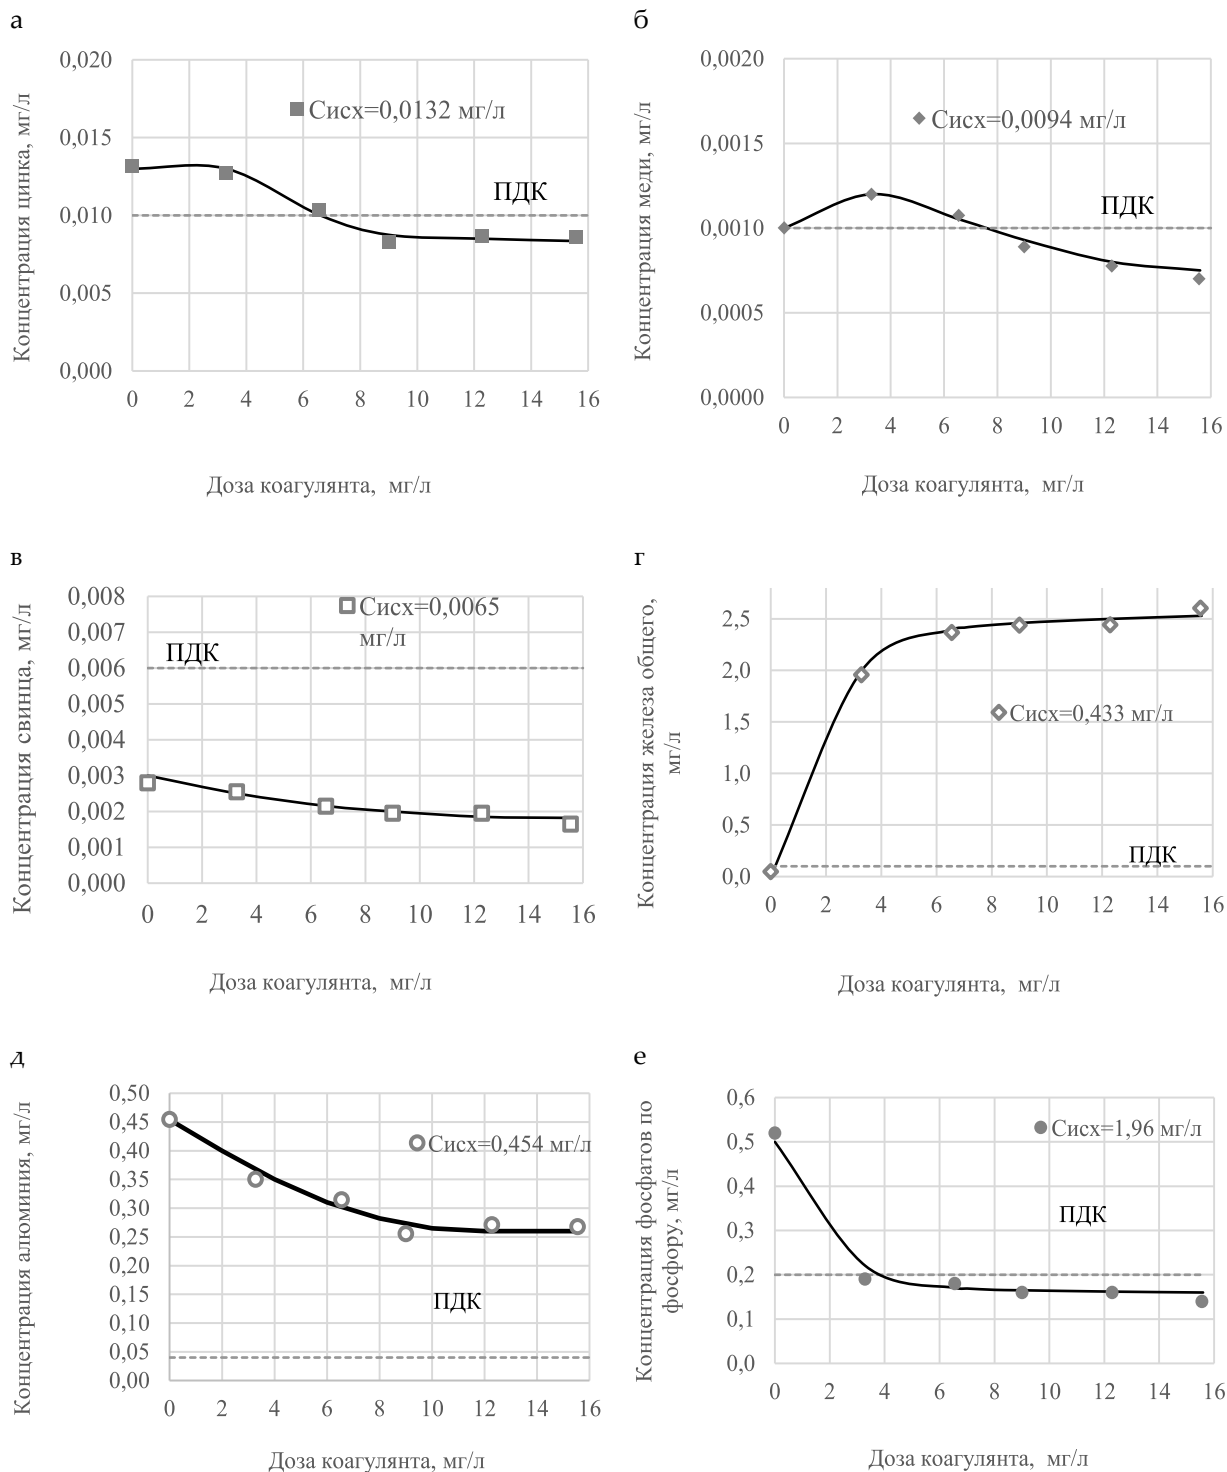 а
0,020
0,015
0,010
0,005
0,000
Концентрация цинка, мг/л
Сисх=0,0132 мг/л
ПДК
0 2 4 6 8 10 12 14 16
Доза коагулянта, мг/л
б
0,0020
0,0015
0,0010
0,0005
0,0000
Концентрация меди, мг/л
Сисх=0,0094 мг/л
ПДК
0 2 4 6 8 10 12 14 16
Доза коагулянта, мг/л
в
0,008
0,007
0,006
0,005
0,004
0,003
0,002
0,001
0,000
Концентрация свинца, мг/л
Сисх=0,0065
мг/л
ПДК
0 2 4 6 8 10 12 14 16
Доза коагулянта, мг/л
г
2,5
2,0
1,5
1,0
0,5
0,0
Концентрация железа общего,
мг/л
Сисх=0,433 мг/л
ПДК
0 2 4 6 8 10 12 14 16
Доза коагулянта, мг/л
д
0,50
0,45
0,40
0,35
0,30
0,25
0,20
0,15
0,10
0,05
0,00
Концентрация алюминия, мг/л
Сисх=0,454 мг/л
ПДК
0 2 4 6 8 10 12 14 16
Доза коагулянта, мг/л
е
0,6
0,5
0,4
0,3
0,2
0,1
0,0
Концентрация фосфатов по
фосфору, мг/л
Сисх=1,96 мг/л
ПДК
0 2 4 6 8 10 12 14 16
Доза коагулянта, мг/л